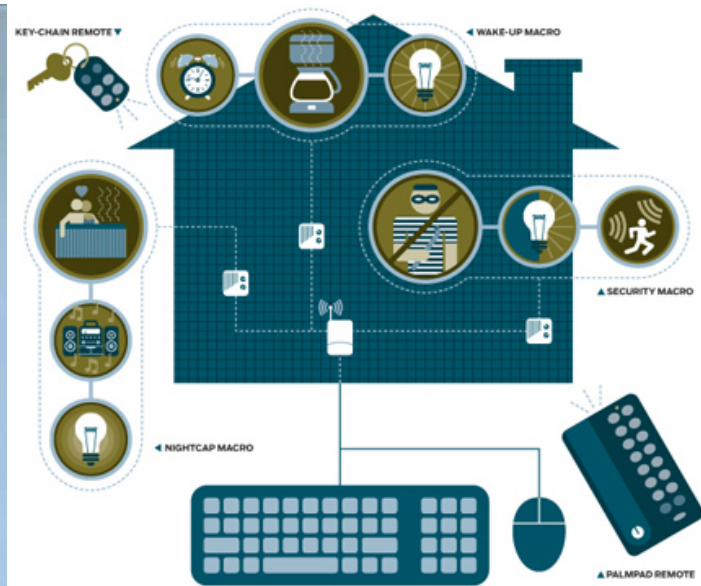 KEY-CHAIN REMOTE ▼
◀ WAKE-UP MACRO
▲ SECURITY MACRO
◀ NIGHTCAP MACRO
▲ PALMPAD REMOTE